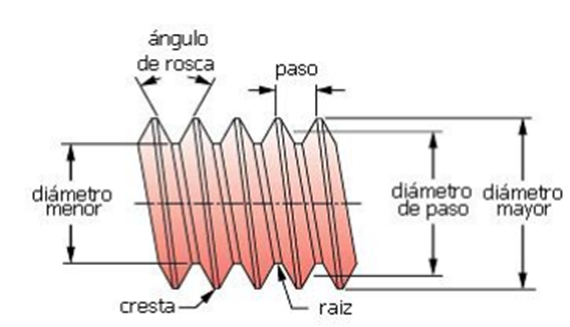 ángulo
de rosca
paso
diámetro
menor
diámetro
de paso
diámetro
mayor
cresta
raiz